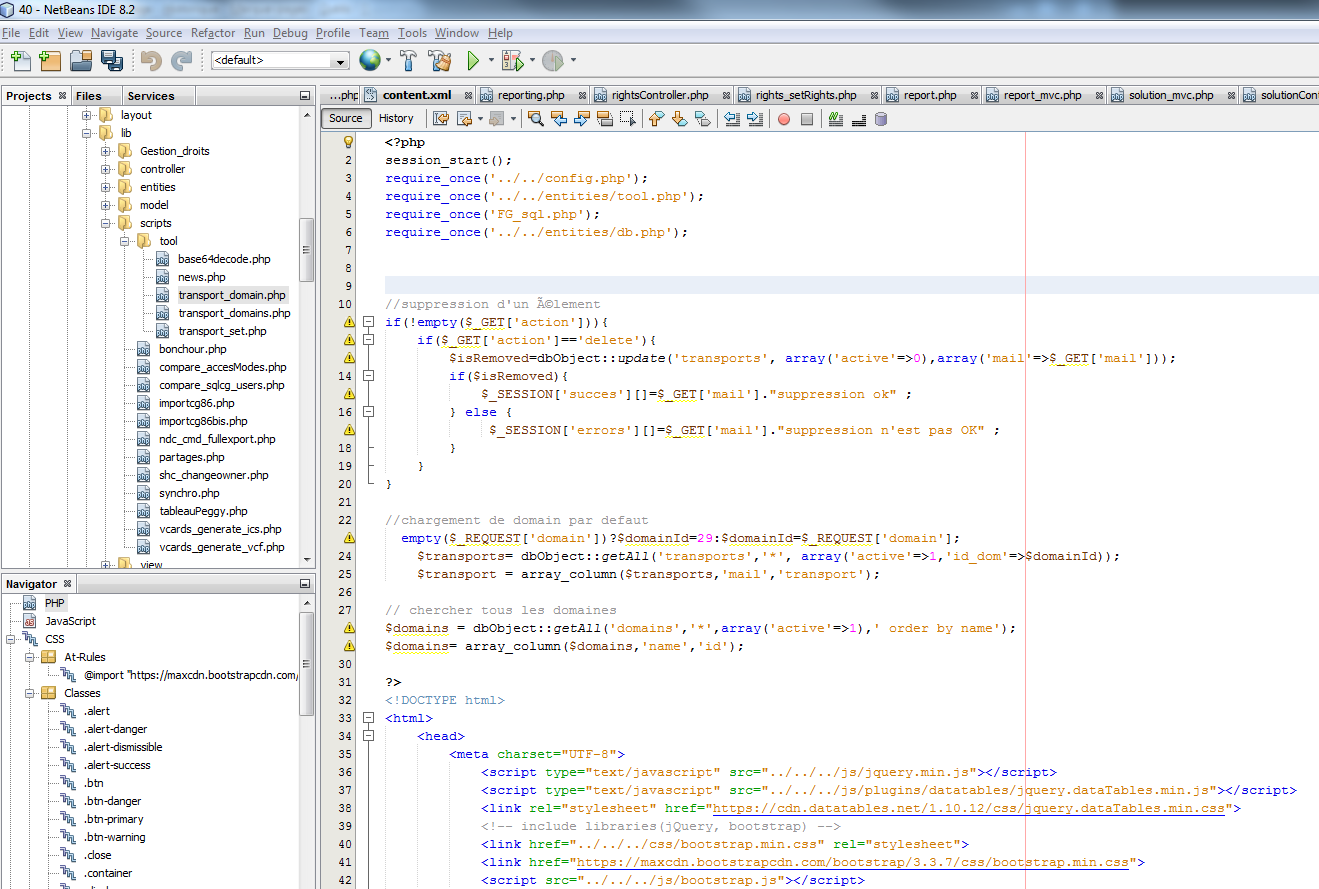 40 - NetBeans IDE 8.2
File Edit View Navigate Source Refactor Run Debug Profile Team Tools Window Help
<default>
Projects Files Services
layout
lib
Gestion_droits
controller
entities
model
scripts
tool
base64decode.php
news.php
transport_domain.php
transport_domains.php
transport_set.php
bonchour.php
compare_accesModes.php
compare_sqlcg_users.php
importcg86.php
importcg86bis.php
ndc_cmd_fullexport.php
partages.php
shc_changeowner.php
synchro.php
tableauPeggy.php
vcards_generate_ics.php
vcards_generate_vcf.php
view
Navigator
PHP
JavaScript
CSS
At-Rules
@import "https://maxcdn.bootstrapcdn.com/
Classes
.alert
.alert-danger
.alert-dismissible
.alert-success
.btn
.btn-danger
.btn-primary
.btn-warning
.close
.container
...php content.xml reporting.php rightsController.php rights_setRights.php report.php report_mvc.php solution_mvc.php solutionCont
Source History
<?php
2 session_start();
3 require_once('../../config.php');
4 require_once('../../entities/tool.php');
5 require_once('FG_sql.php');
6 require_once('../../entities/db.php');
7
8
9
10 //suppression d'un Ã©lement
if(!empty($_GET['action'])){
if($_GET['action']=='delete'){
$isRemoved=dbObject::update('transports', array('active'=>0),array('mail'=>$_GET['mail']));
14 if($isRemoved){
$_SESSION['succes'][]=$_GET['mail']."suppression ok" ;
16 } else {
$_SESSION['errors'][]=$_GET['mail']."suppression n'est pas OK" ;
18 }
19 }
20 }
21
22 //chargement de domain par defaut
empty($_REQUEST['domain'])?$domainId=29:$domainId=$_REQUEST['domain'];
24 $transports= dbObject::getAll('transports','*', array('active'=>1,'id_dom'=>$domainId));
25 $transport = array_column($transports,'mail','transport');
26
27 // chercher tous les domaines
$domains = dbObject::getAll('domains','*',array('active'=>1),' order by name');
$domains= array_column($domains,'name','id');
30
31 ?>
32 <!DOCTYPE html>
33 <html>
34 <head>
35 <meta charset="UTF-8">
36 <script type="text/javascript" src="../../../js/jquery.min.js"></script>
37 <script type="text/javascript" src="../../../js/plugins/datatables/jquery.dataTables.min.js"></script>
38 <link rel="stylesheet" href="https://cdn.datatables.net/1.10.12/css/jquery.dataTables.min.css">
39 <!-- include libraries(jQuery, bootstrap) -->
40 <link href="../../../css/bootstrap.min.css" rel="stylesheet">
41 <link href="https://maxcdn.bootstrapcdn.com/bootstrap/3.3.7/css/bootstrap.min.css">
42 <script src="../../../js/bootstrap.js"></script>